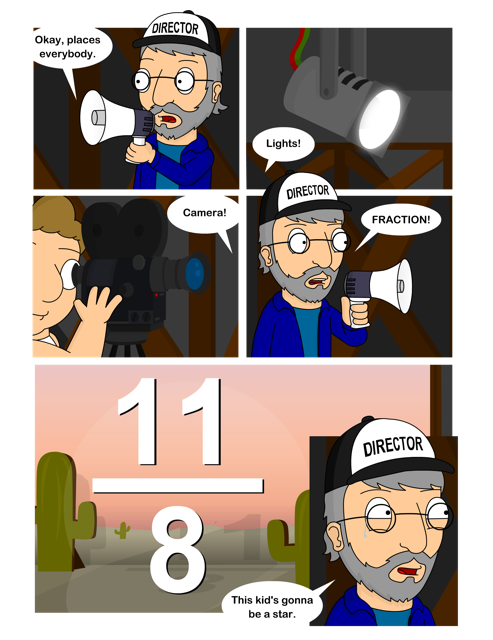 DIRECTOR
Okay, places
everybody.
Lights!
Camera!
DIRECTOR
FRACTION!
11
8
DIRECTOR
This kid's gonna
be a star.